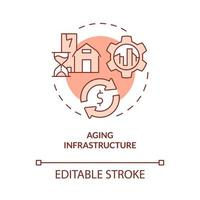 $
AGING
INFRASTRUCTURE
EDITABLE STROKE